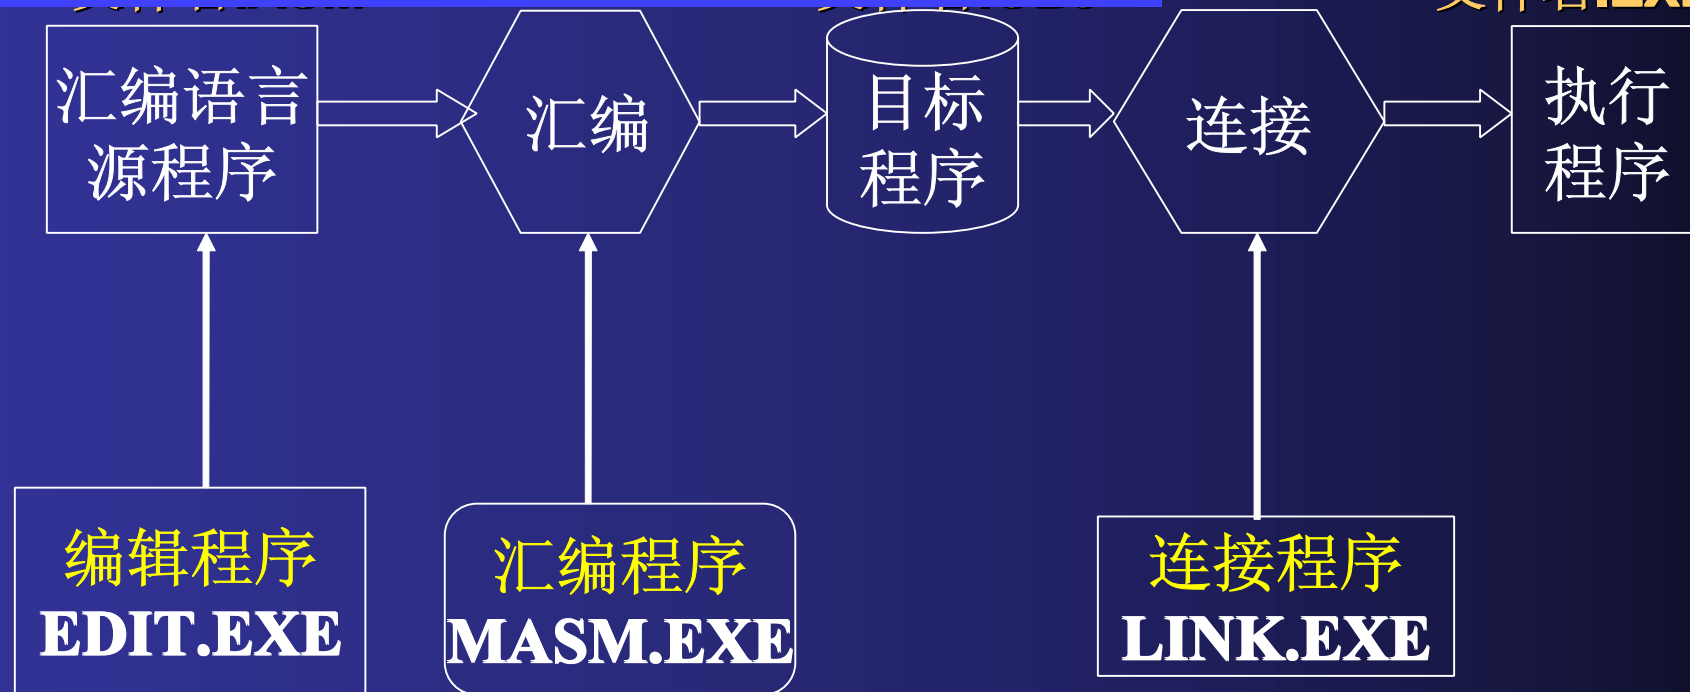 汇编语言
源程序
汇编
目标
程序
连接
执行
程序
编辑程序
EDIT.EXE
汇编程序
MASM.EXE
连接程序
LINK.EXE